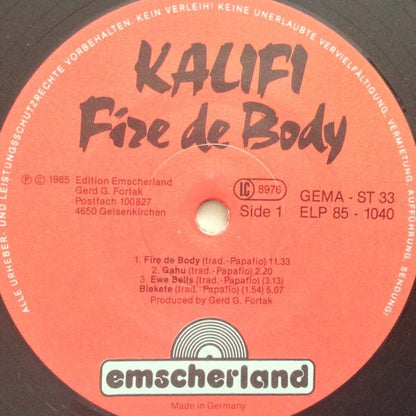 ALLE URHEBER- UND LEISTUNGSSCHUTZRECHTE VORBEHALTEN. KEIN VERLEIH! KEINE UNERLAUBTE VERVIELFÄLTIGUNG, VERMIETUNG, AUFFÜHRUNG, SENDUNG!
KALIFI
Fire de Body
Ⓟ © 1985 Edition Emscherland
Gerd G. Fortak
Postfach 100827
4650 Gelsenkirchen
LC 8976
Side 1
GEMA - ST 33
ELP 85 - 1040
1. Fire de Body (trad.-Papafio) 11.33
2. Gahu (trad.-Papafio) 2.20
3. Ewe Bells (trad.-Papafio) (3.13)
Blekete (trad.-Papafio) (1.54) 5.07
Produced by Gerd G. Fortak
emscherland
Made in Germany